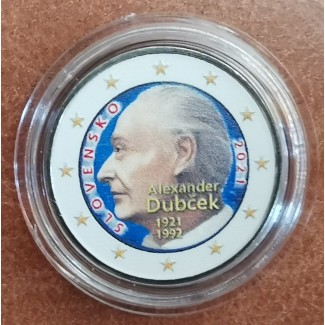 SLOVENSKO
2021
Alexander
Dubček
1921
1992